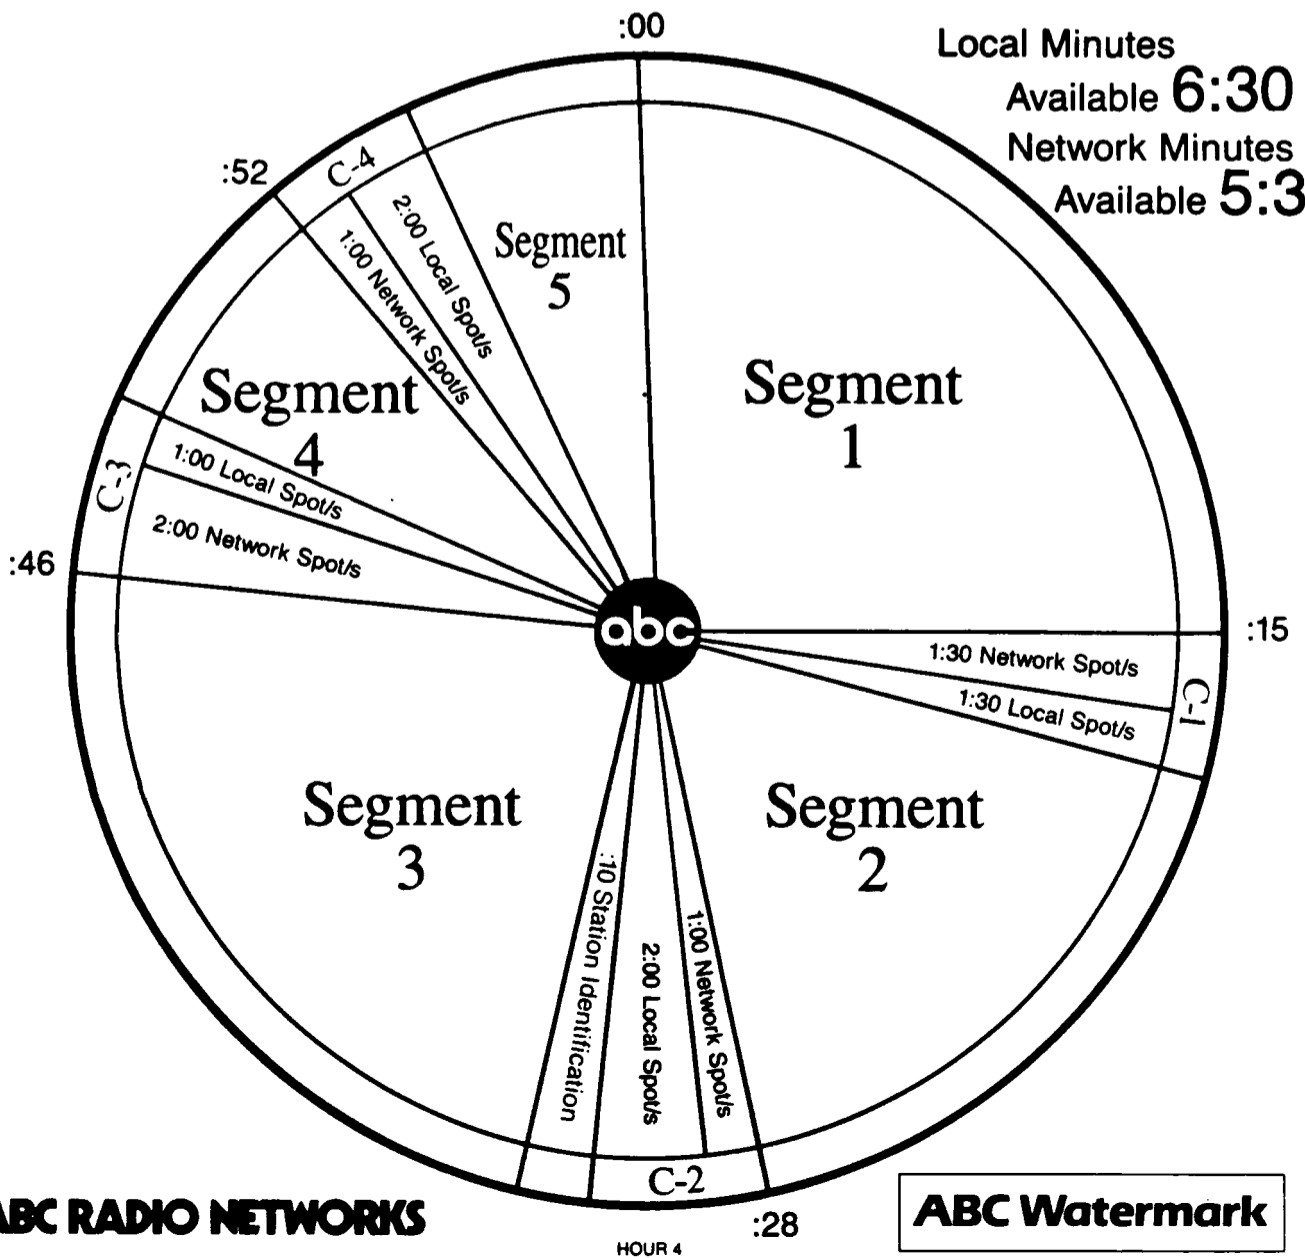 :00
Local Minutes
Available 6:30
Network Minutes
Available 5:3
:52
C-4
2:00 Local Spot/s
1:00 Network Spot/s
Segment
5
Segment
1
Segment
4
C-3
1:00 Local Spot/s
2:00 Network Spot/s
:46
abc
:15
1:30 Network Spot/s
1:30 Local Spot/s
C-1
Segment
3
Segment
2
:10 Station Identification
2:00 Local Spot/s
1:00 Network Spot/s
C-2
:28
ABC RADIO NETWORKS
HOUR 4
ABC Watermark